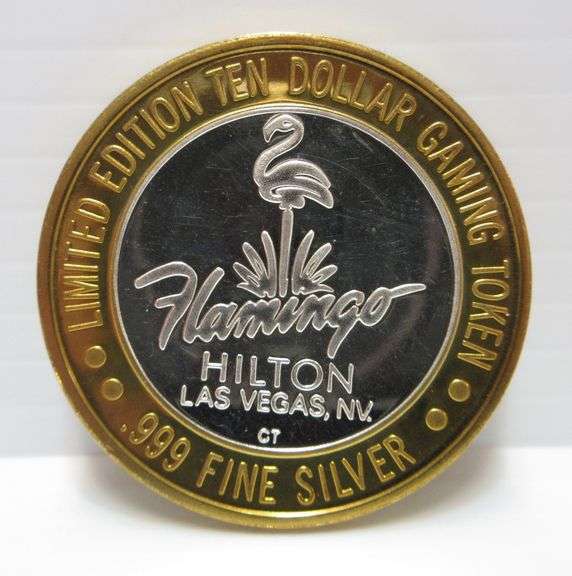 LIMITED EDITION TEN DOLLAR GAMING TOKEN
Flamingo
HILTON
LAS VEGAS, NV.
CT
.999 FINE SILVER